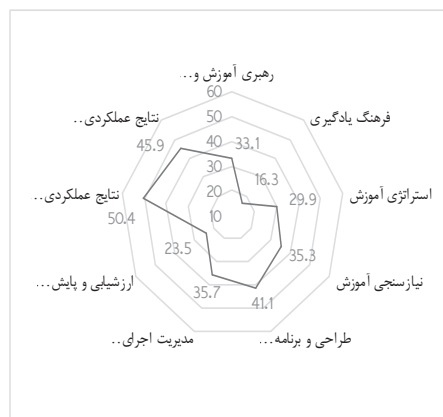 رهبری آموزش و...
60
نتایج عملکردی..
50
فرهنگ یادگیری
45.9
40
33.1
30
16.3
نتایج عملکردی..
20
29.9
استراتژی آموزش
50.4
10
23.5
35.3
ارزشیابی و پایش...
نیازسنجی آموزش
35.7
41.1
مدیریت اجرای..
طراحی و برنامه...